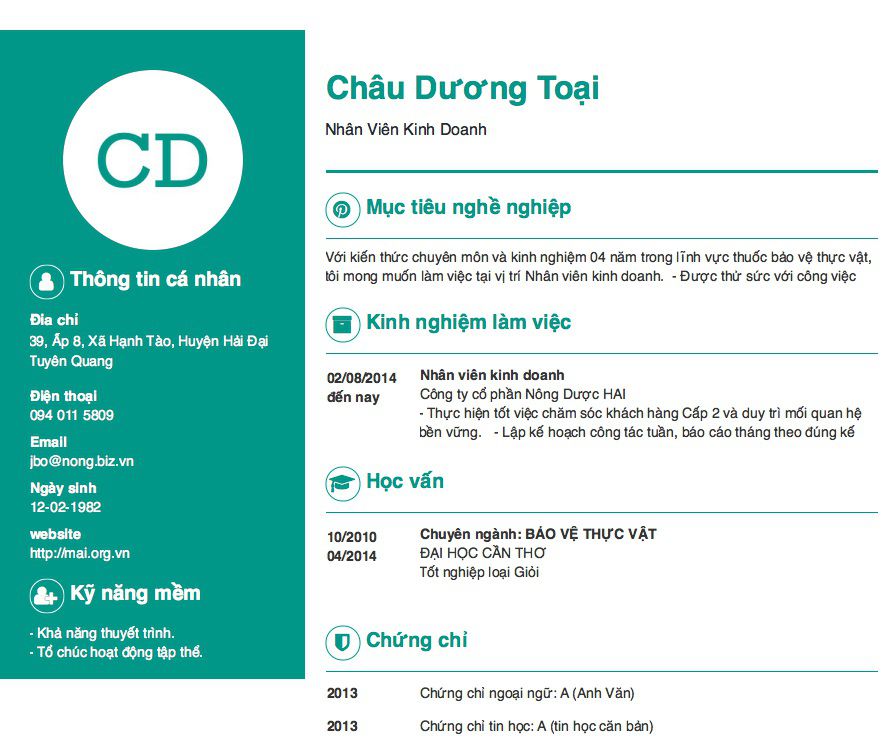 CD
Thông tin cá nhân
Địa chỉ
39, Ấp 8, Xã Hạnh Tào, Huyện Hải Đại
Tuyên Quang
Điện thoại
094 011 5809
Email
jbo@nong.biz.vn
Ngày sinh
12-02-1982
website
http://mai.org.vn
Kỹ năng mềm
- Khả năng thuyết trình.
- Tổ chúc hoạt động tập thể.
Châu Dương Toại
Nhân Viên Kinh Doanh
Mục tiêu nghề nghiệp
Với kiến thức chuyên môn và kinh nghiệm 04 năm trong lĩnh vực thuốc bảo vệ thực vật,
tôi mong muốn làm việc tại vị trí Nhân viên kinh doanh. - Được thử sức với công việc
Kinh nghiệm làm việc
02/08/2014
đến nay
Nhân viên kinh doanh
Công ty cổ phần Nông Dược HAI
- Thực hiện tốt việc chăm sóc khách hàng Cấp 2 và duy trì mối quan hệ
bền vững. - Lập kế hoạch công tác tuần, báo cáo tháng theo đúng kế
Học vấn
10/2010
04/2014
Chuyên ngành: BẢO VỆ THỰC VẬT
ĐẠI HỌC CẦN THƠ
Tốt nghiệp loại Giỏi
Chứng chỉ
2013
Chứng chỉ ngoại ngữ: A (Anh Văn)
2013
Chứng chỉ tin học: A (tin học căn bản)